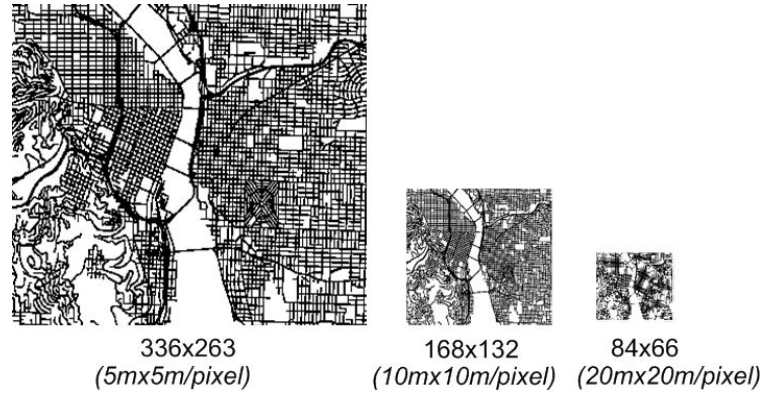 336x263
(5mx5m/pixel)
168x132
(10mx10m/pixel)
84x66
(20mx20m/pixel)